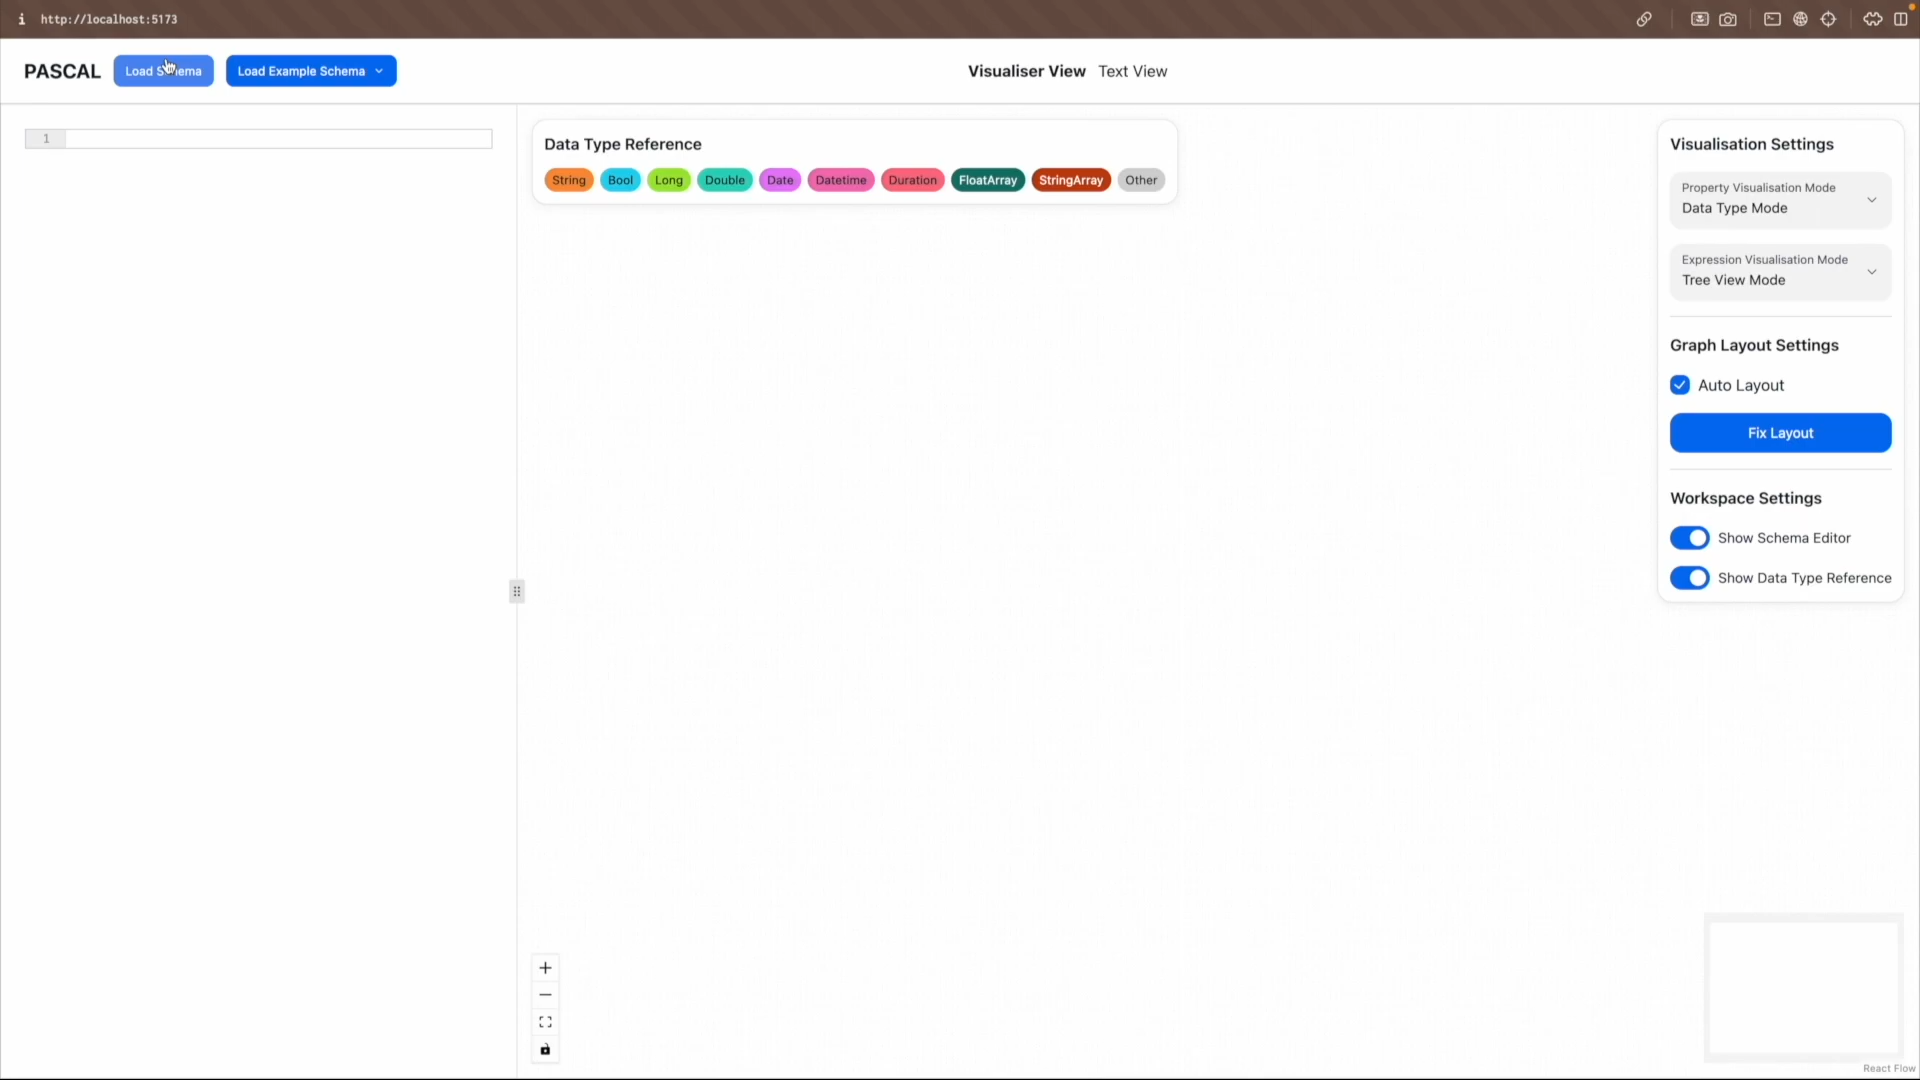 http://localhost:5173
PASCAL
Load Schema
Load Example Schema
Visualiser View
Text View
1
Data Type Reference
String Bool Long Double Date Datetime Duration FloatArray StringArray Other
Visualisation Settings
Property Visualisation Mode
Data Type Mode
Expression Visualisation Mode
Tree View Mode
Graph Layout Settings
Auto Layout
Fix Layout
Workspace Settings
Show Schema Editor
Show Data Type Reference
React Flow